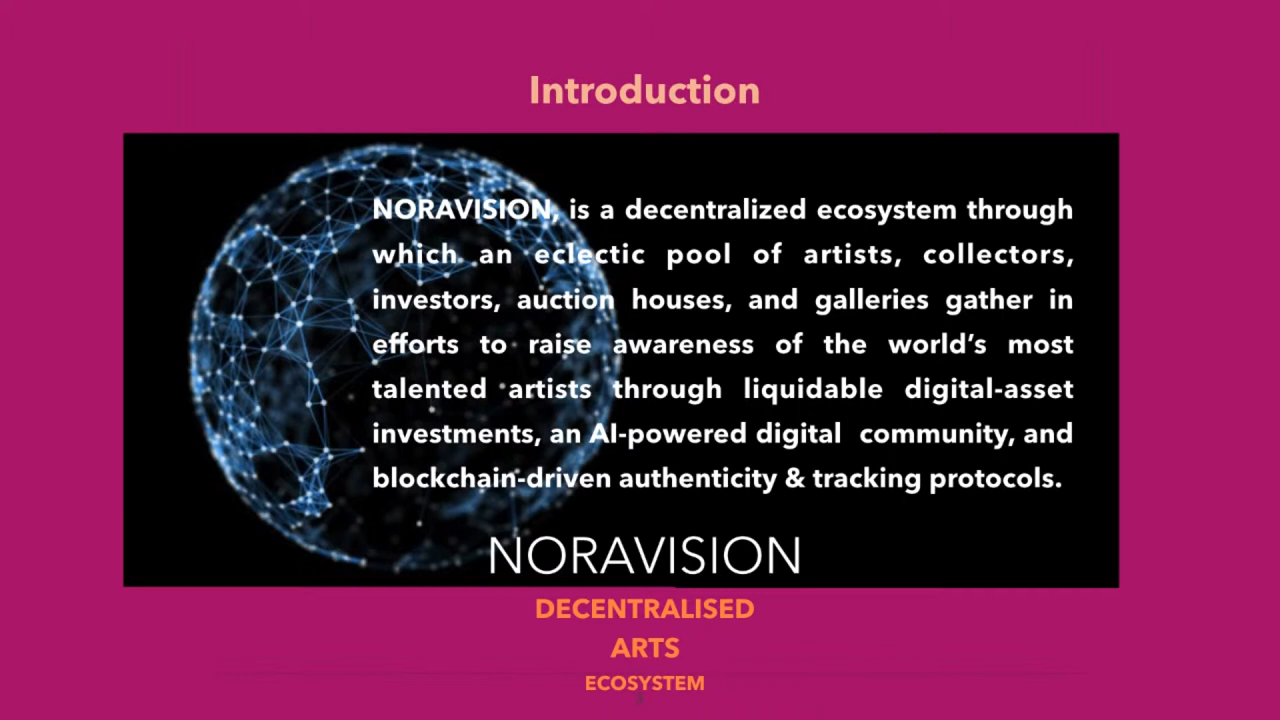 Introduction
NORAVISION, is a decentralized ecosystem through
which an eclectic pool of artists, collectors,
investors, auction houses, and galleries gather in
efforts to raise awareness of the world's most
talented artists through liquidable digital-asset
investments, an AI-powered digital community, and
blockchain-driven authenticity & tracking protocols.
NORAVISION
DECENTRALISED
ARTS
ECOSYSTEM